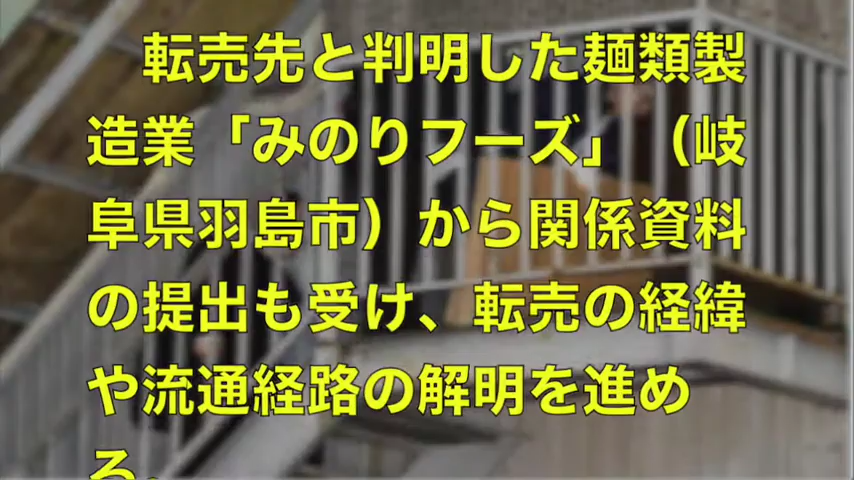 転売先と判明した麺類製
造業「みのりフーズ」（岐
阜県羽島市）から関係資料
の提出も受け、転売の経緯
や流通経路の解明を進め
る。